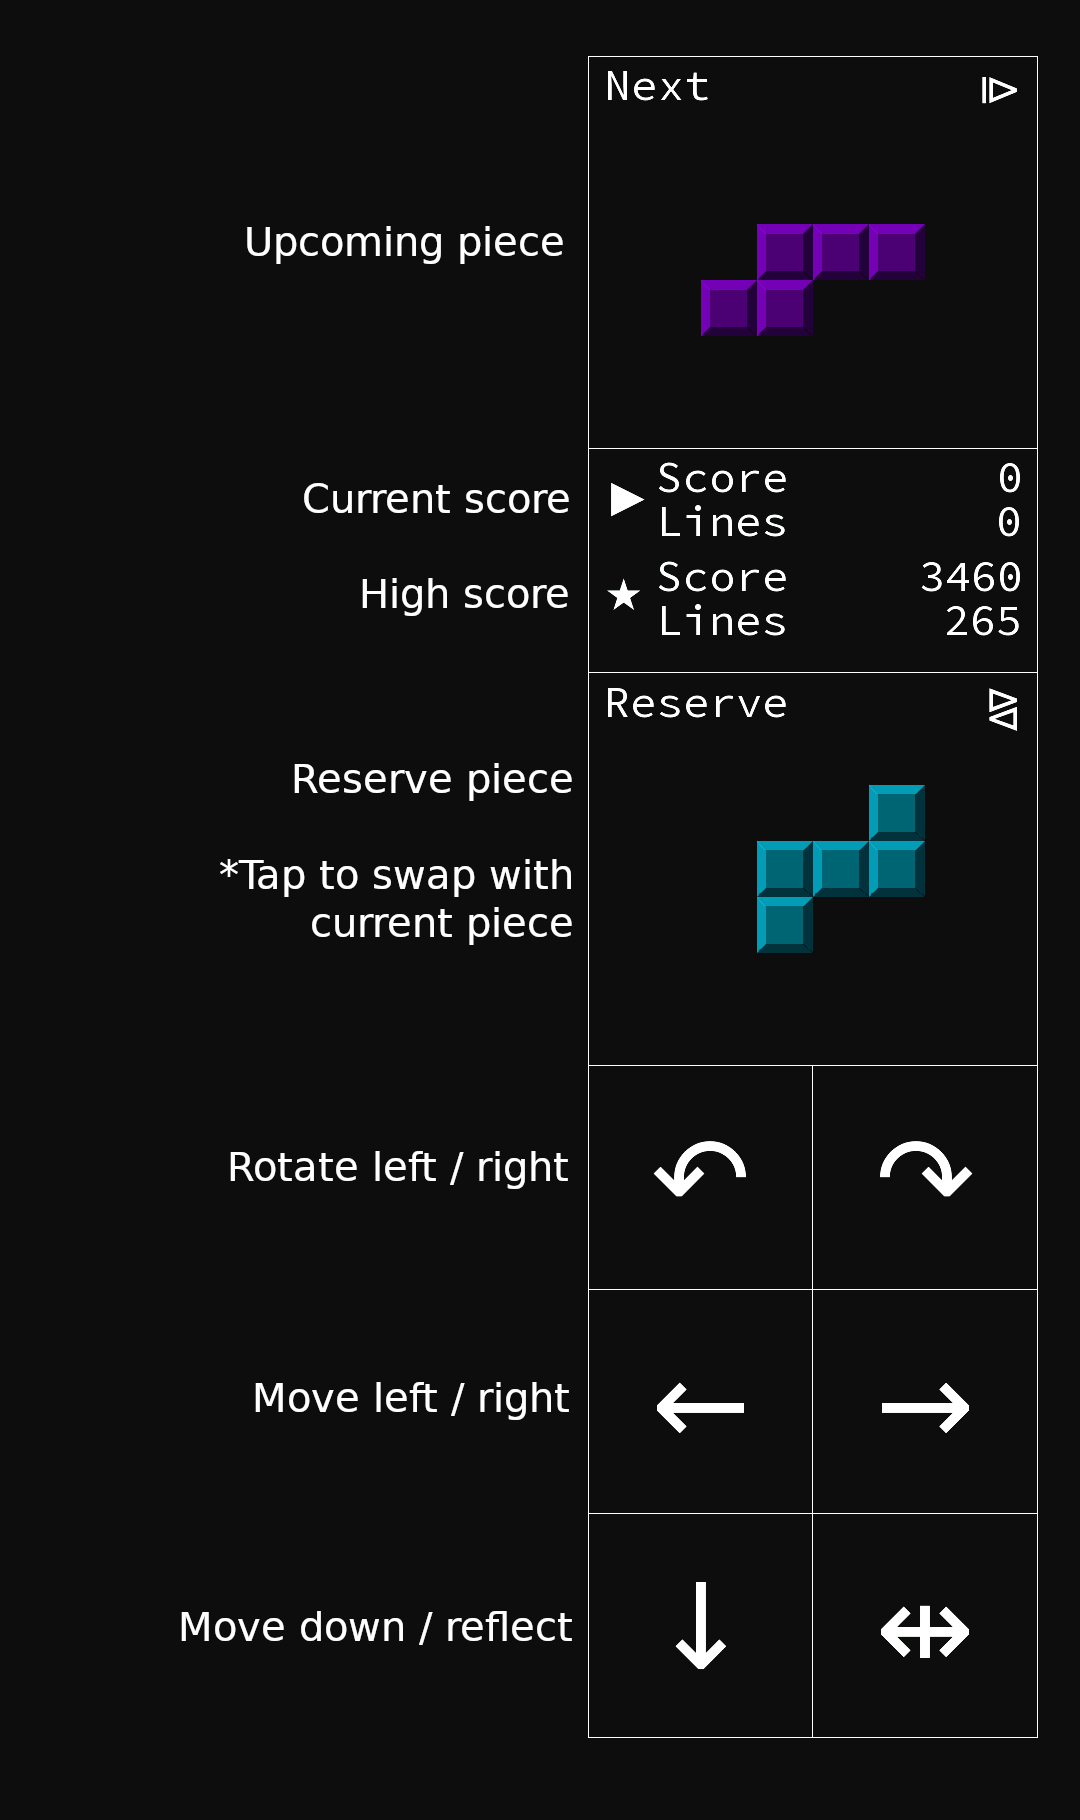 Next
Upcoming piece
Current score
Score 0
Lines 0
High score
Score 3460
Lines 265
Reserve
Reserve piece
*Tap to swap with
current piece
Rotate left / right
Move left / right
Move down / reflect